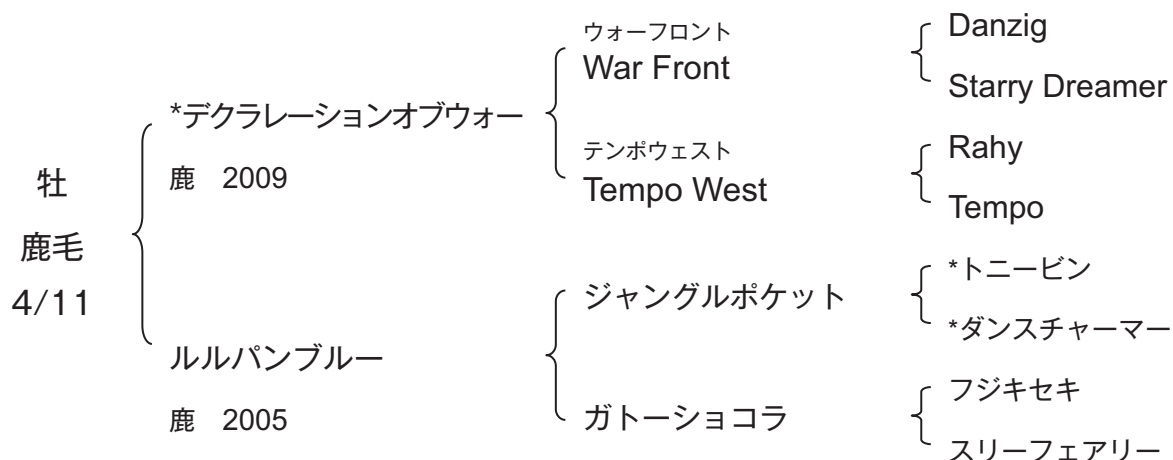 牡
鹿毛
4/11
*デクラレーションオブウォー
鹿 2009
ルルパンブルー
鹿 2005
ウォーフロント
War Front
テンポウェスト
Tempo West
ジャングルポケット
ガトーショコラ
Danzig
Starry Dreamer
Rahy
Tempo
*トニービン
*ダンスチャーマー
フジキセキ
スリーフェアリー